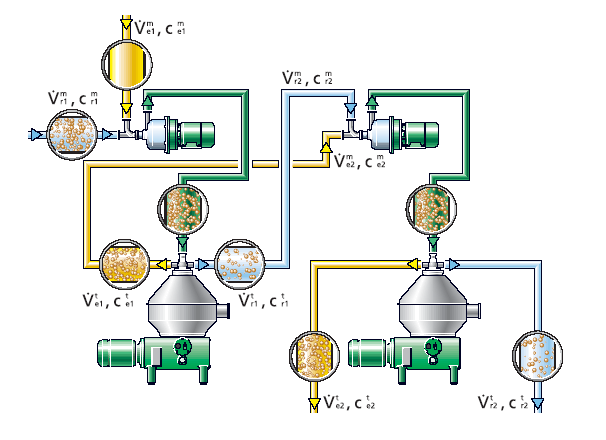 V̇ᵐₑ₁, cᵐₑ₁
V̇ᵐᵣ₁, cᵐᵣ₁
V̇ᵐᵣ₂, cᵐᵣ₂
V̇ᵐₑ₂, cᵐₑ₂
V̇ᵗₑ₁, cᵗₑ₁
V̇ᵗᵣ₁, cᵗᵣ₁
V̇ᵗₑ₂, cᵗₑ₂
V̇ᵗᵣ₂, cᵗᵣ₂